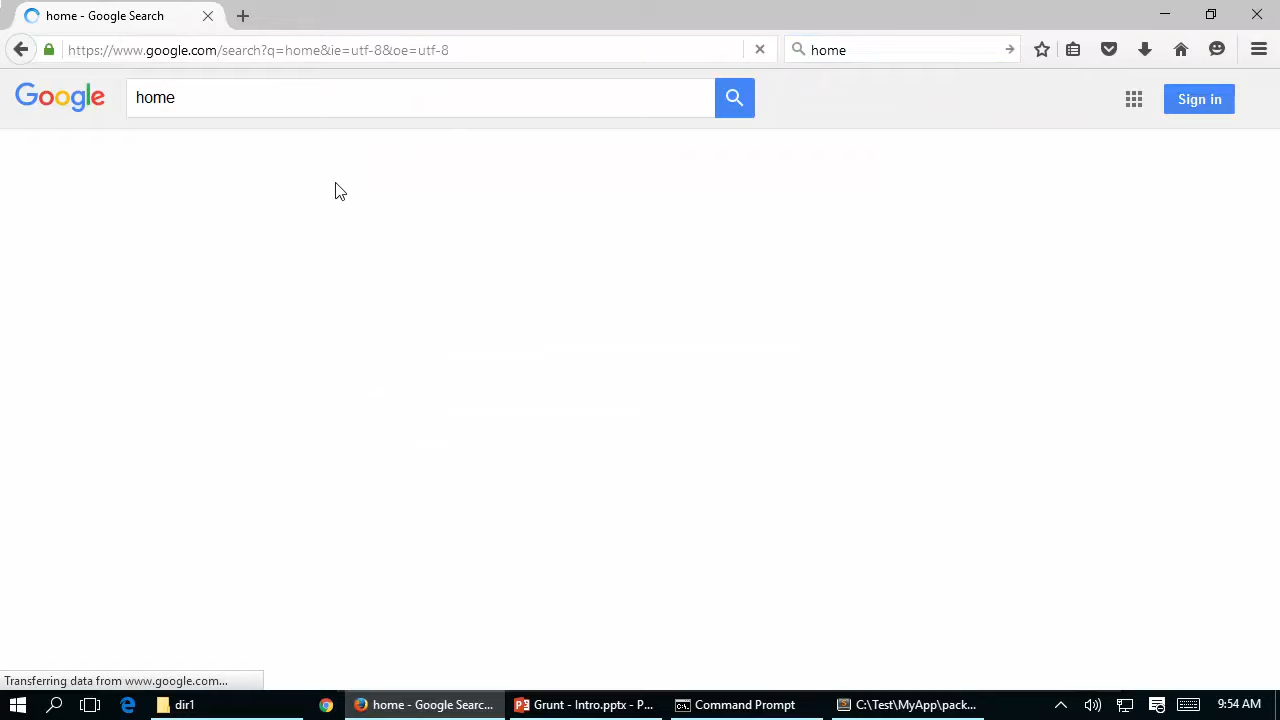 home - Google Search
https://www.google.com/search?q=home&ie=utf-8&oe=utf-8
home
Google
home
Sign in
Transferring data from www.google.com...
dir1
home - Google Searc...
Grunt - Intro.pptx - P...
Command Prompt
C:\Test\MyApp\pack...
9:54 AM